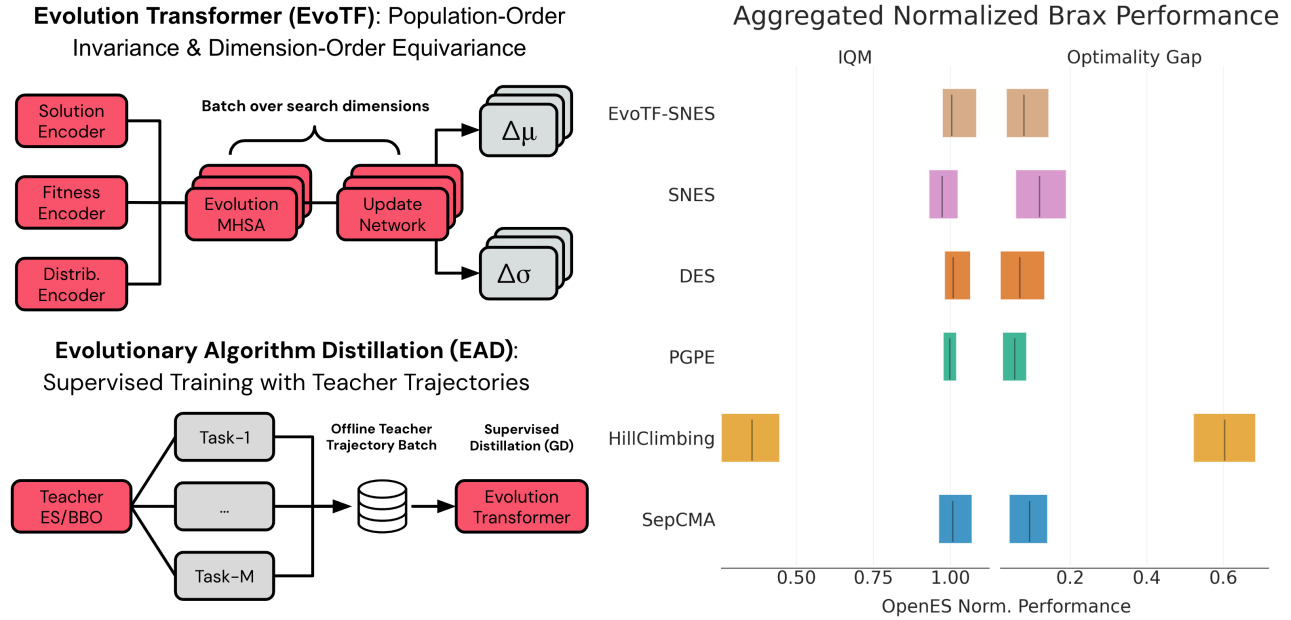 Evolution Transformer (EvoTF): Population-Order
Invariance & Dimension-Order Equivariance
Solution
Encoder
Fitness
Encoder
Distrib.
Encoder
Batch over search dimensions
Evolution
MHSA
Update
Network
Δμ
Δσ
Evolutionary Algorithm Distillation (EAD):
Supervised Training with Teacher Trajectories
Teacher
ES/BBO
Task-1
...
Task-M
Offline Teacher
Trajectory Batch
Supervised
Distillation (GD)
Evolution
Transformer
Aggregated Normalized Brax Performance
IQM
Optimality Gap
EvoTF-SNES
SNES
DES
PGPE
HillClimbing
SepCMA
0.50 0.75 1.00
0.2 0.4 0.6
OpenES Norm. Performance